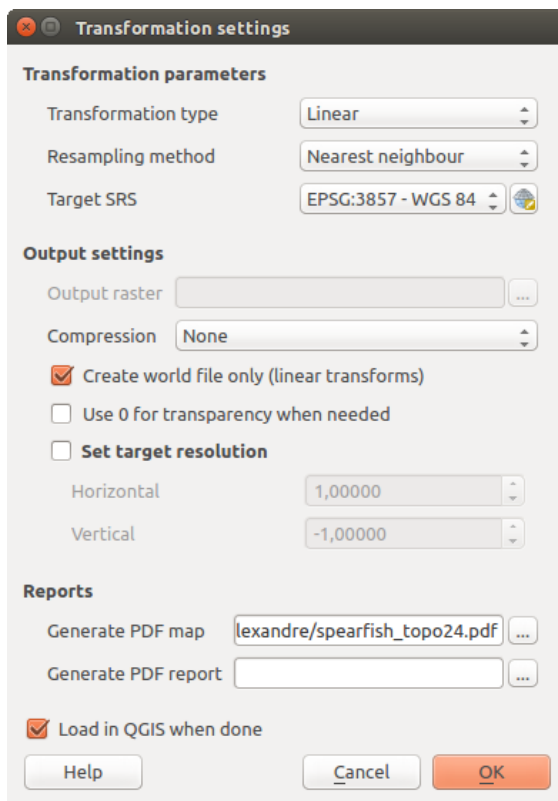 Transformation settings
Transformation parameters
Transformation type Linear
Resampling method Nearest neighbour
Target SRS EPSG:3857 - WGS 84
Output settings
Output raster ...
Compression None
Create world file only (linear transforms)
Use 0 for transparency when needed
Set target resolution
Horizontal 1,00000
Vertical -1,00000
Reports
Generate PDF map lexandre/spearfish_topo24.pdf ...
Generate PDF report ...
Load in QGIS when done
Help Cancel OK